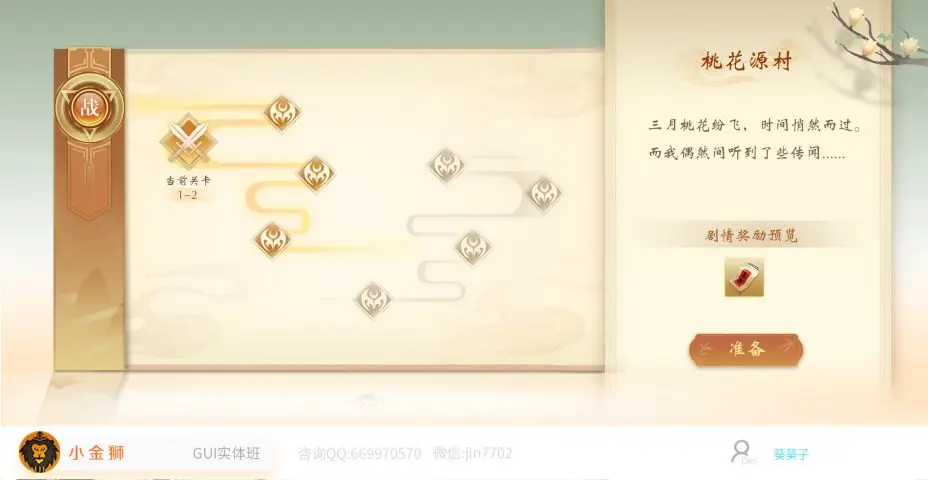 战
当前关卡
1-2
桃花源村
三月桃花纷飞，时间悄然而过。
而我偶然间听到了些传闻......
剧情奖励预览
准备
小金狮
GUI实体班
咨询QQ:669970570 微信:jin7702
葵葵子